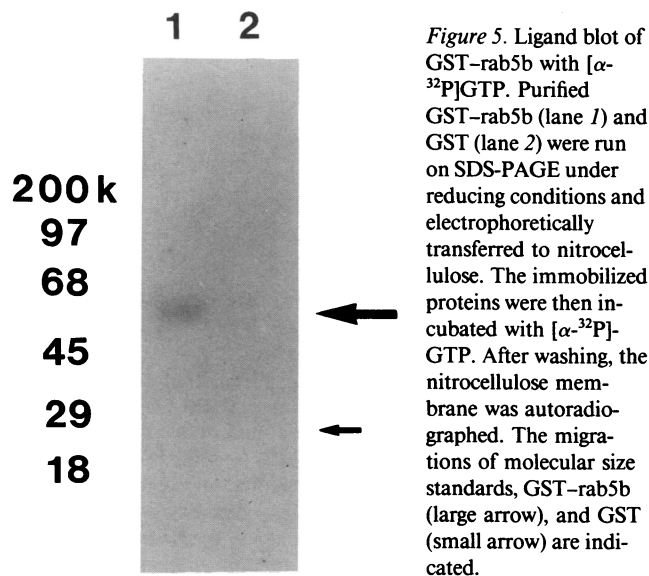 1 2
200 k
97
68
45
29
18
Figure 5. Ligand blot of
GST–rab5b with [α-
³²P]GTP. Purified
GST–rab5b (lane 1) and
GST (lane 2) were run
on SDS-PAGE under
reducing conditions and
electrophoretically
transferred to nitrocel-
lulose. The immobilized
proteins were then in-
cubated with [α-³²P]-
GTP. After washing, the
nitrocellulose mem-
brane was autoradio-
graphed. The migra-
tions of molecular size
standards, GST–rab5b
(large arrow), and GST
(small arrow) are indi-
cated.